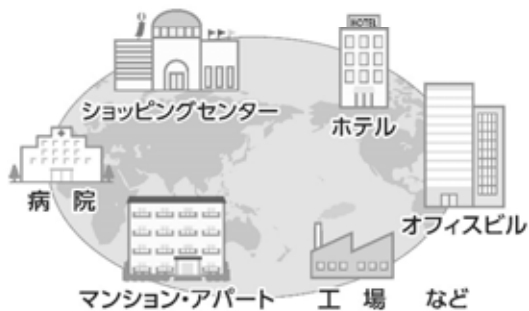 HOTEL
ショッピングセンター
ホテル
病 院
オフィスビル
マンション・アパート
工 場 など